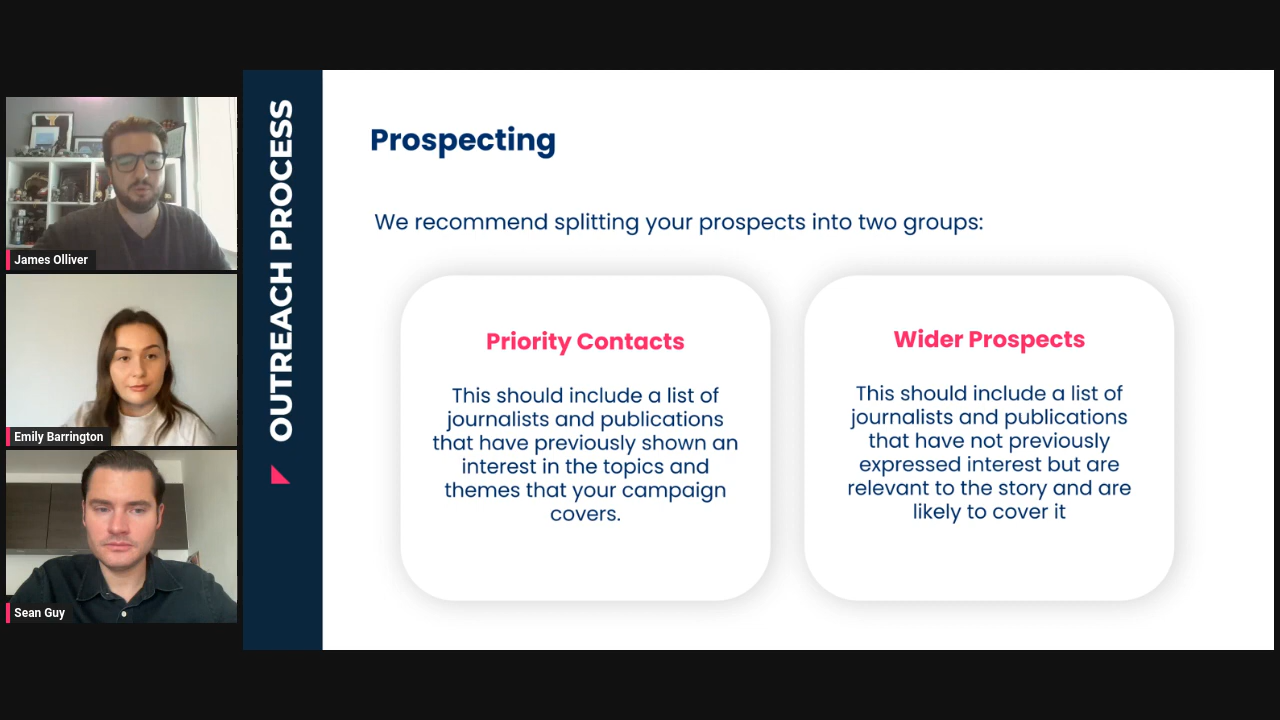 James Olliver
Emily Barrington
Sean Guy
OUTREACH PROCESS
Prospecting
We recommend splitting your prospects into two groups:
Priority Contacts
This should include a list of
journalists and publications
that have previously shown an
interest in the topics and
themes that your campaign
covers.
Wider Prospects
This should include a list of
journalists and publications
that have not previously
expressed interest but are
relevant to the story and are
likely to cover it